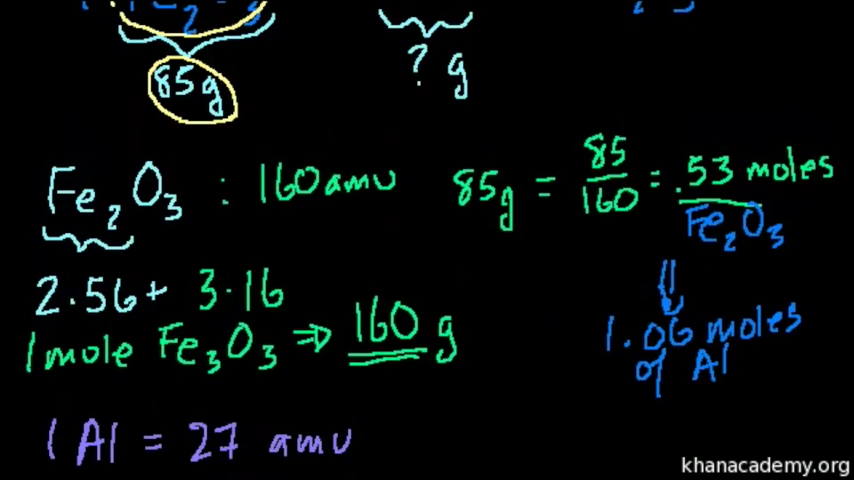 85g
? g
Fe₂O₃ : 160 amu
85g = 85/160 = .53 moles
Fe₂O₃
2·56 + 3·16
1 mole Fe₃O₃ ⇒ 160 g
1.06 moles
of Al
1 Al = 27 amu
khanacademy.org